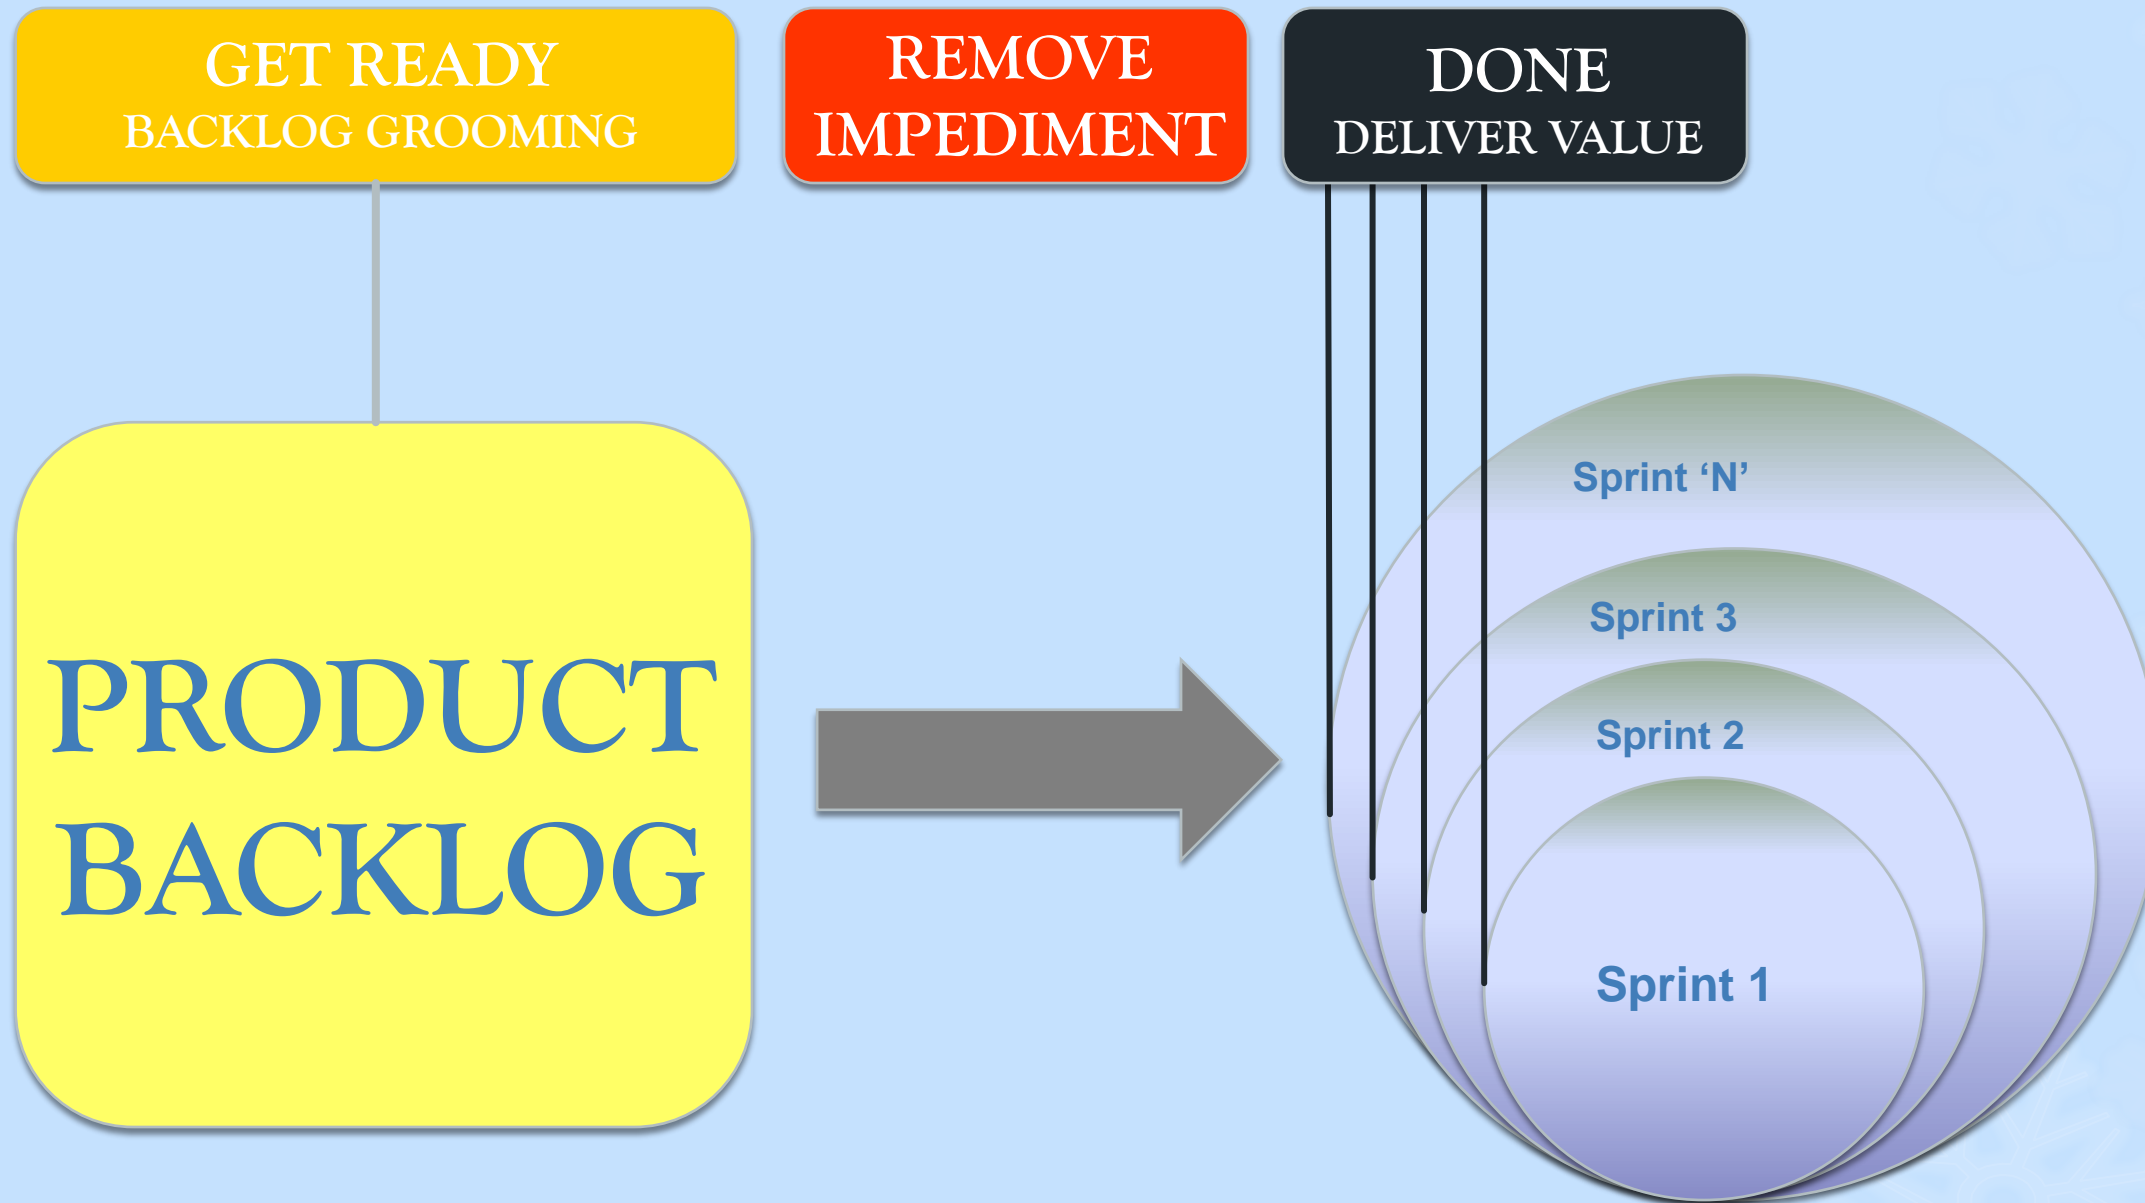 GET READY
BACKLOG GROOMING
REMOVE
IMPEDIMENT
DONE
DELIVER VALUE
PRODUCT
BACKLOG
Sprint ‘N’
Sprint 3
Sprint 2
Sprint 1